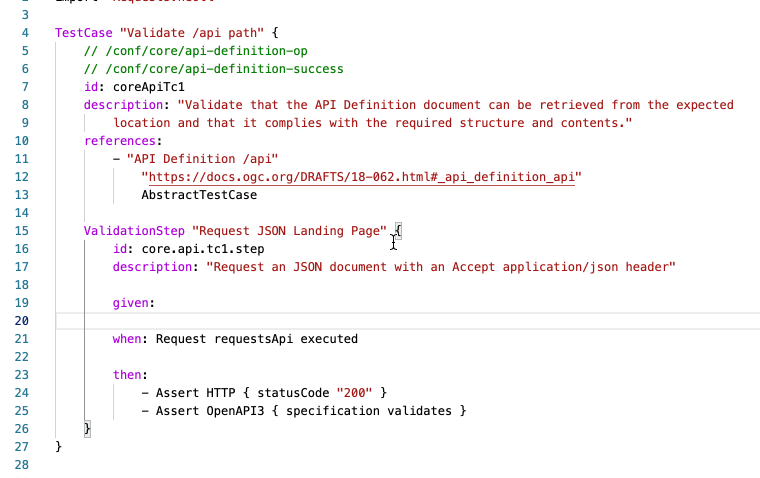 3
4 TestCase "Validate /api path" {
5 // /conf/core/api-definition-op
6 // /conf/core/api-definition-success
7 id: coreApiTc1
8 description: "Validate that the API Definition document can be retrieved from the expected
9 location and that it complies with the required structure and contents."
10 references:
11 - "API Definition /api"
12 "https://docs.ogc.org/DRAFTS/18-062.html#_api_definition_api"
13 AbstractTestCase
14
15 ValidationStep "Request JSON Landing Page" {
16 id: core.api.tc1.step
17 description: "Request an JSON document with an Accept application/json header"
18
19 given:
20
21 when: Request requestsApi executed
22
23 then:
24 - Assert HTTP { statusCode "200" }
25 - Assert OpenAPI3 { specification validates }
26 }
27 }
28